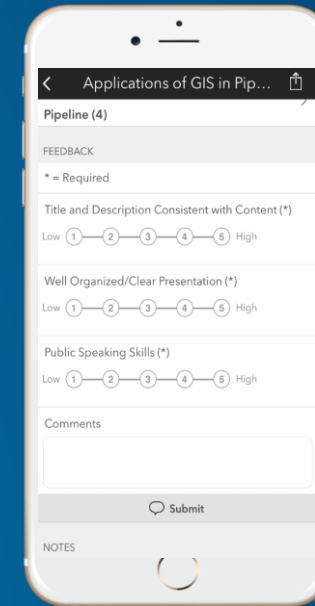 Applications of GIS in Pip...
Pipeline (4)
FEEDBACK
* = Required
Title and Description Consistent with Content (*)
Low 1 2 3 4 5 High
Well Organized/Clear Presentation (*)
Low 1 2 3 4 5 High
Public Speaking Skills (*)
Low 1 2 3 4 5 High
Comments
Submit
NOTES